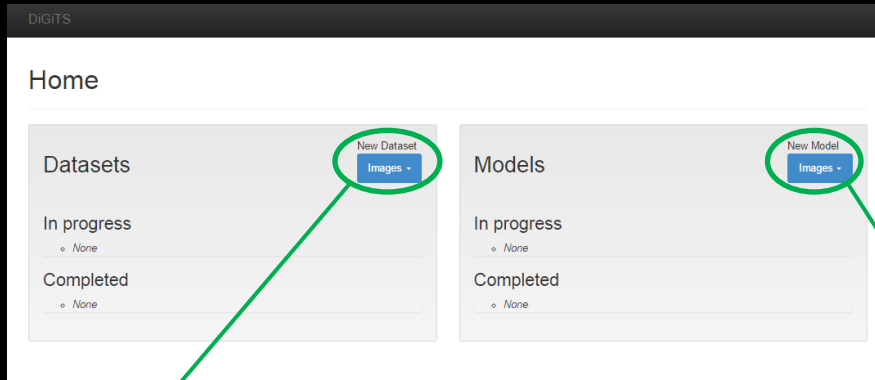 DiGiTS
Home
New Dataset
Datasets
Images
In progress
None
Completed
None
New Model
Models
Images
In progress
None
Completed
None